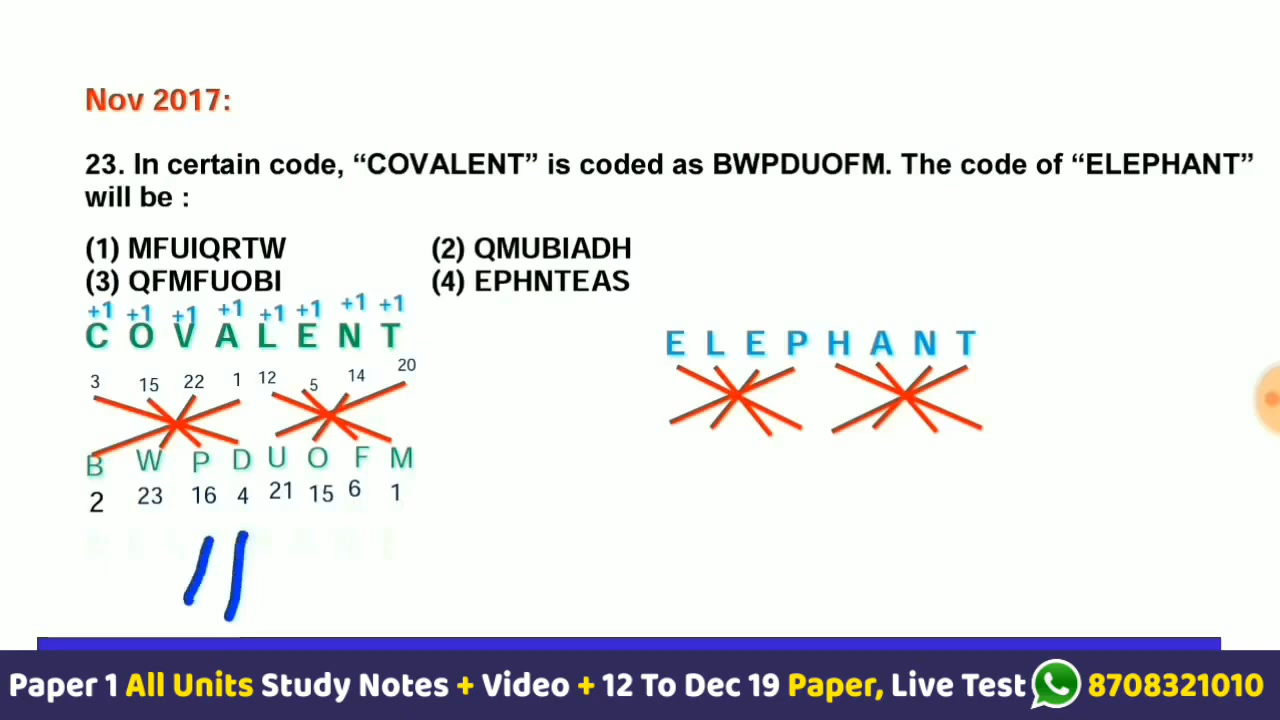 Nov 2017:
23. In certain code, “COVALENT” is coded as BWPDUOFM. The code of “ELEPHANT”
will be :
(1) MFUIQRTW (2) QMUBIADH
(3) QFMFUOBI (4) EPHNTEAS
+1 +1 +1 +1 +1 +1 +1 +1
C O V A L E N T
3 15 22 1 12 5 14 20
B W P D U O F M
2 23 16 4 21 15 6 1
E L E P H A N T
Paper 1 All Units Study Notes + Video + 12 To Dec 19 Paper, Live Test 8708321010